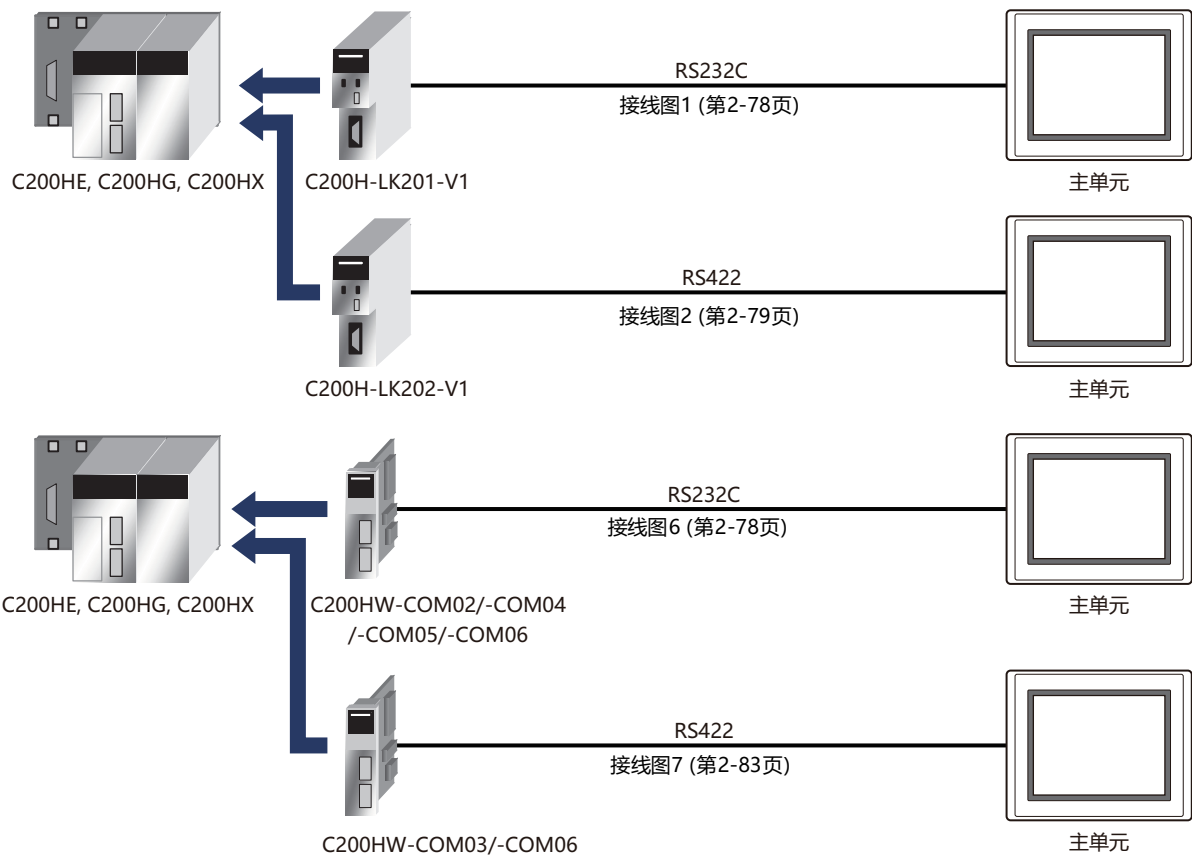 RS232C
接线图1 (第2-78页)
C200HE, C200HG, C200HX
C200H-LK201-V1
主单元
RS422
接线图2 (第2-79页)
C200H-LK202-V1
主单元
RS232C
接线图6 (第2-78页)
C200HE, C200HG, C200HX
C200HW-COM02/-COM04
/-COM05/-COM06
主单元
RS422
接线图7 (第2-83页)
C200HW-COM03/-COM06
主单元